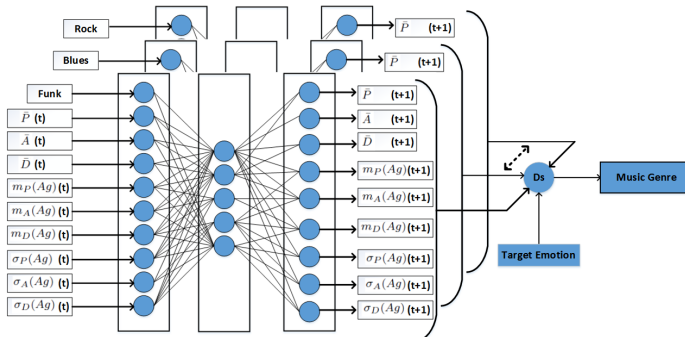 Rock
P̄ (t+1)
Blues
P̄ (t+1)
Funk
P̄ (t+1)
P̄ (t)
Ā (t+1)
Ā (t)
D̄ (t+1)
D̄ (t)
m_P(Ag) (t+1)
m_P(Ag) (t)
Ds
Music Genre
m_A(Ag) (t+1)
m_A(Ag) (t)
m_D(Ag) (t+1)
m_D(Ag) (t)
σ_P(Ag) (t+1)
σ_P(Ag) (t)
Target Emotion
σ_A(Ag) (t+1)
σ_A(Ag) (t)
σ_D(Ag) (t+1)
σ_D(Ag) (t)